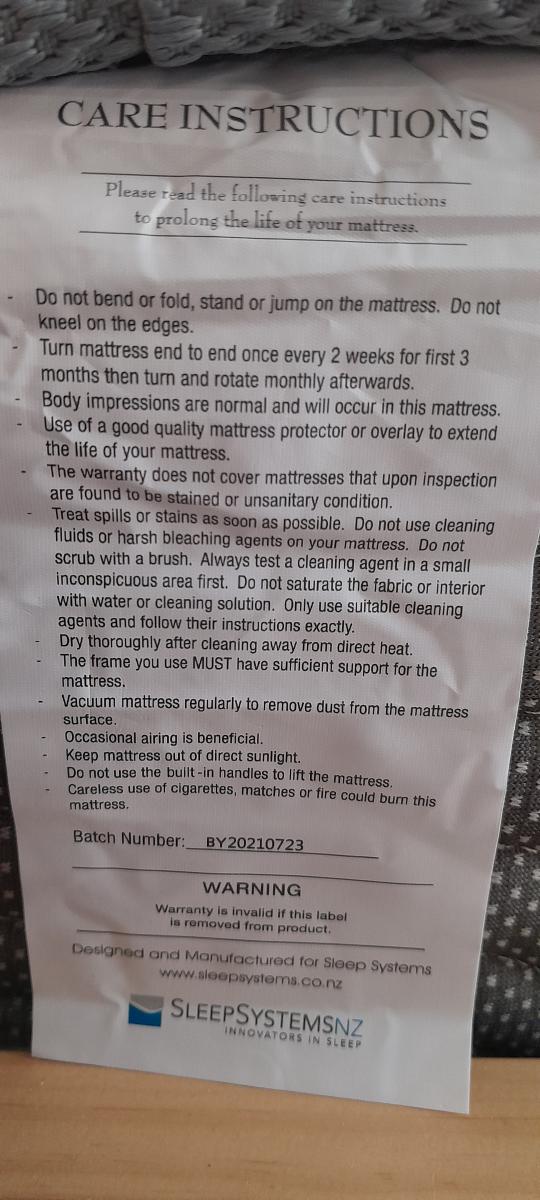 CARE INSTRUCTIONS
Please read the following care instructions
to prolong the life of your mattress.
- Do not bend or fold, stand or jump on the mattress. Do not
kneel on the edges.
- Turn mattress end to end once every 2 weeks for first 3
months then turn and rotate monthly afterwards.
- Body impressions are normal and will occur in this mattress.
- Use of a good quality mattress protector or overlay to extend
the life of your mattress.
- The warranty does not cover mattresses that upon inspection
are found to be stained or unsanitary condition.
- Treat spills or stains as soon as possible. Do not use cleaning
fluids or harsh bleaching agents on your mattress. Do not
scrub with a brush. Always test a cleaning agent in a small
inconspicuous area first. Do not saturate the fabric or interior
with water or cleaning solution. Only use suitable cleaning
agents and follow their instructions exactly.
- Dry thoroughly after cleaning away from direct heat.
- The frame you use MUST have sufficient support for the
mattress.
- Vacuum mattress regularly to remove dust from the mattress
surface.
- Occasional airing is beneficial.
- Keep mattress out of direct sunlight.
- Do not use the built-in handles to lift the mattress.
- Careless use of cigarettes, matches or fire could burn this
mattress.
Batch Number: BY20210723
WARNING
Warranty is invalid if this label
is removed from product.
Designed and Manufactured for Sleep Systems
www.sleepsystems.co.nz
SLEEPSYSTEMSNZ
INNOVATORS IN SLEEP